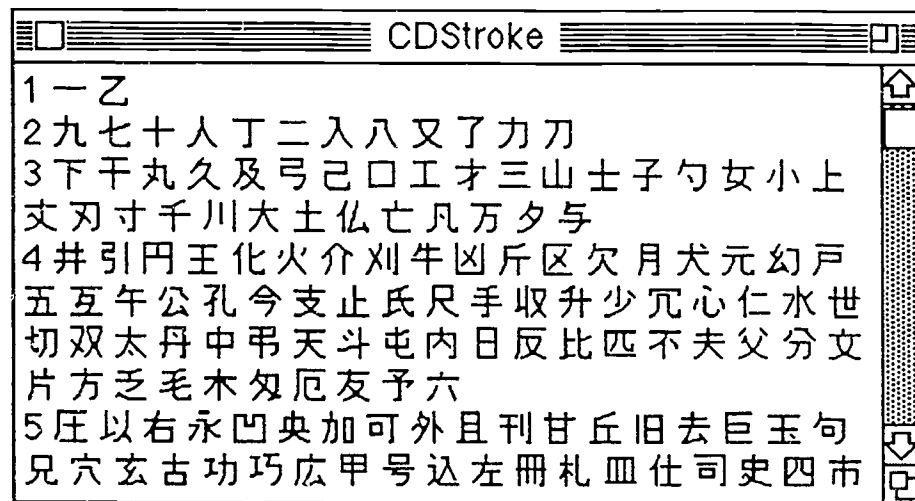 CDStroke
1 一 乙
2 九 七 十 人 丁 二 入 八 又 了 力 刀
3 下 干 丸 久 及 弓 己 口 工 才 三 山 士 子 勺 女 小 上
丈 刃 寸 千 川 大 土 仏 亡 凡 万 夕 与
4 井 引 円 王 化 火 介 刈 牛 凶 斤 区 欠 月 犬 元 幻 戸
五 互 午 公 孔 今 支 止 氏 尺 手 収 升 少 冗 心 仁 水 世
切 双 太 丹 中 弔 天 斗 屯 内 日 反 比 匹 不 夫 父 分 文
片 方 乏 毛 木 匁 厄 友 予 六
5 圧 以 右 永 凹 央 加 可 外 且 刊 甘 丘 旧 去 巨 玉 句
兄 穴 玄 古 功 巧 広 甲 号 込 左 冊 札 皿 仕 司 史 四 市